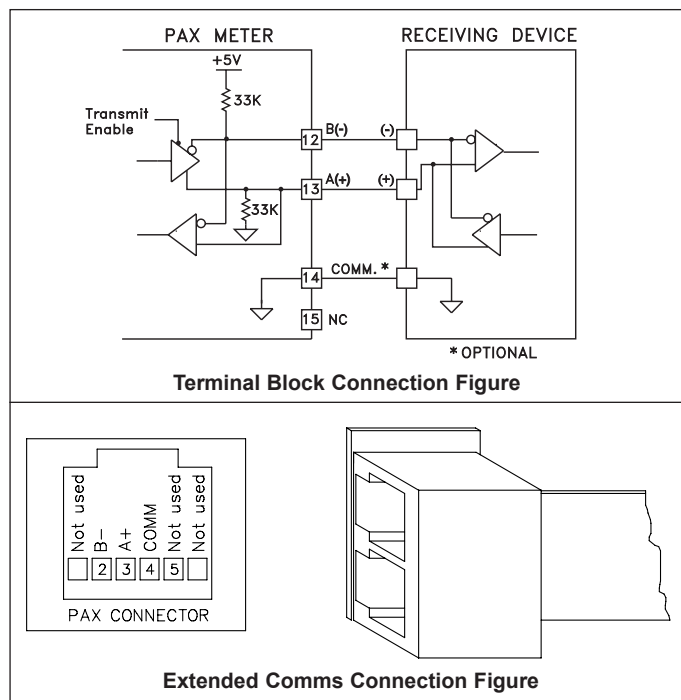 PAX METER
RECEIVING DEVICE
+5V
33K
Transmit
Enable
12 B(-) (-)
13 A(+) (+)
33K
14 COMM. *
15 NC
* OPTIONAL
Terminal Block Connection Figure
Not used
B-
A+
COMM
Not used
Not used
2 3 4 5
PAX CONNECTOR
Extended Comms Connection Figure